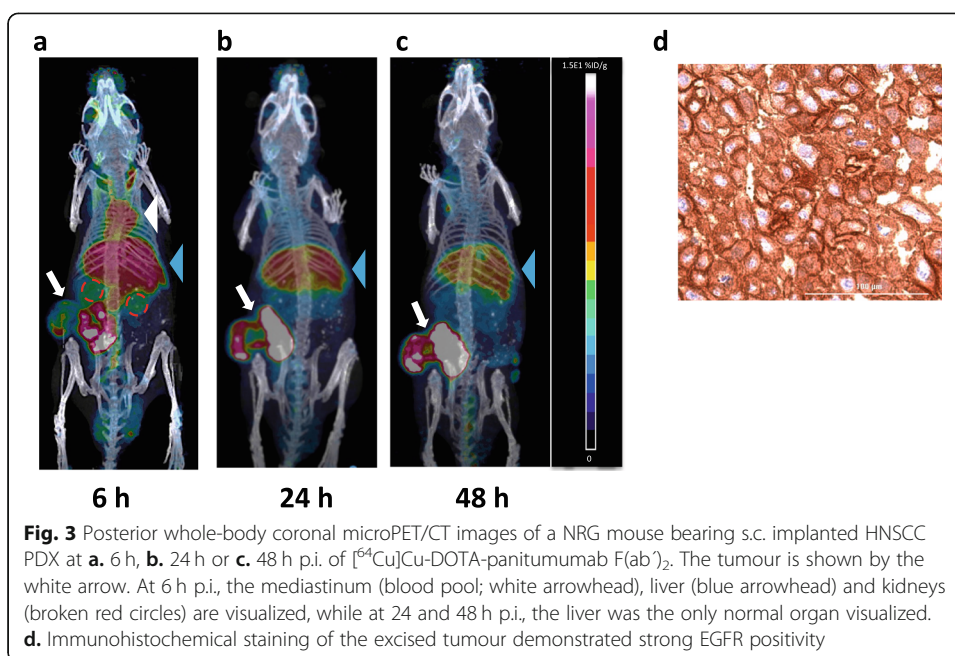 a
b
c
d
1.5E1 %ID/g
0
100 µm
6 h
24 h
48 h
Fig. 3 Posterior whole-body coronal microPET/CT images of a NRG mouse bearing s.c. implanted HNSCC
PDX at a. 6 h, b. 24 h or c. 48 h p.i. of [⁶⁴Cu]Cu-DOTA-panitumumab F(ab´)₂. The tumour is shown by the
white arrow. At 6 h p.i., the mediastinum (blood pool; white arrowhead), liver (blue arrowhead) and kidneys
(broken red circles) are visualized, while at 24 and 48 h p.i., the liver was the only normal organ visualized.
d. Immunohistochemical staining of the excised tumour demonstrated strong EGFR positivity